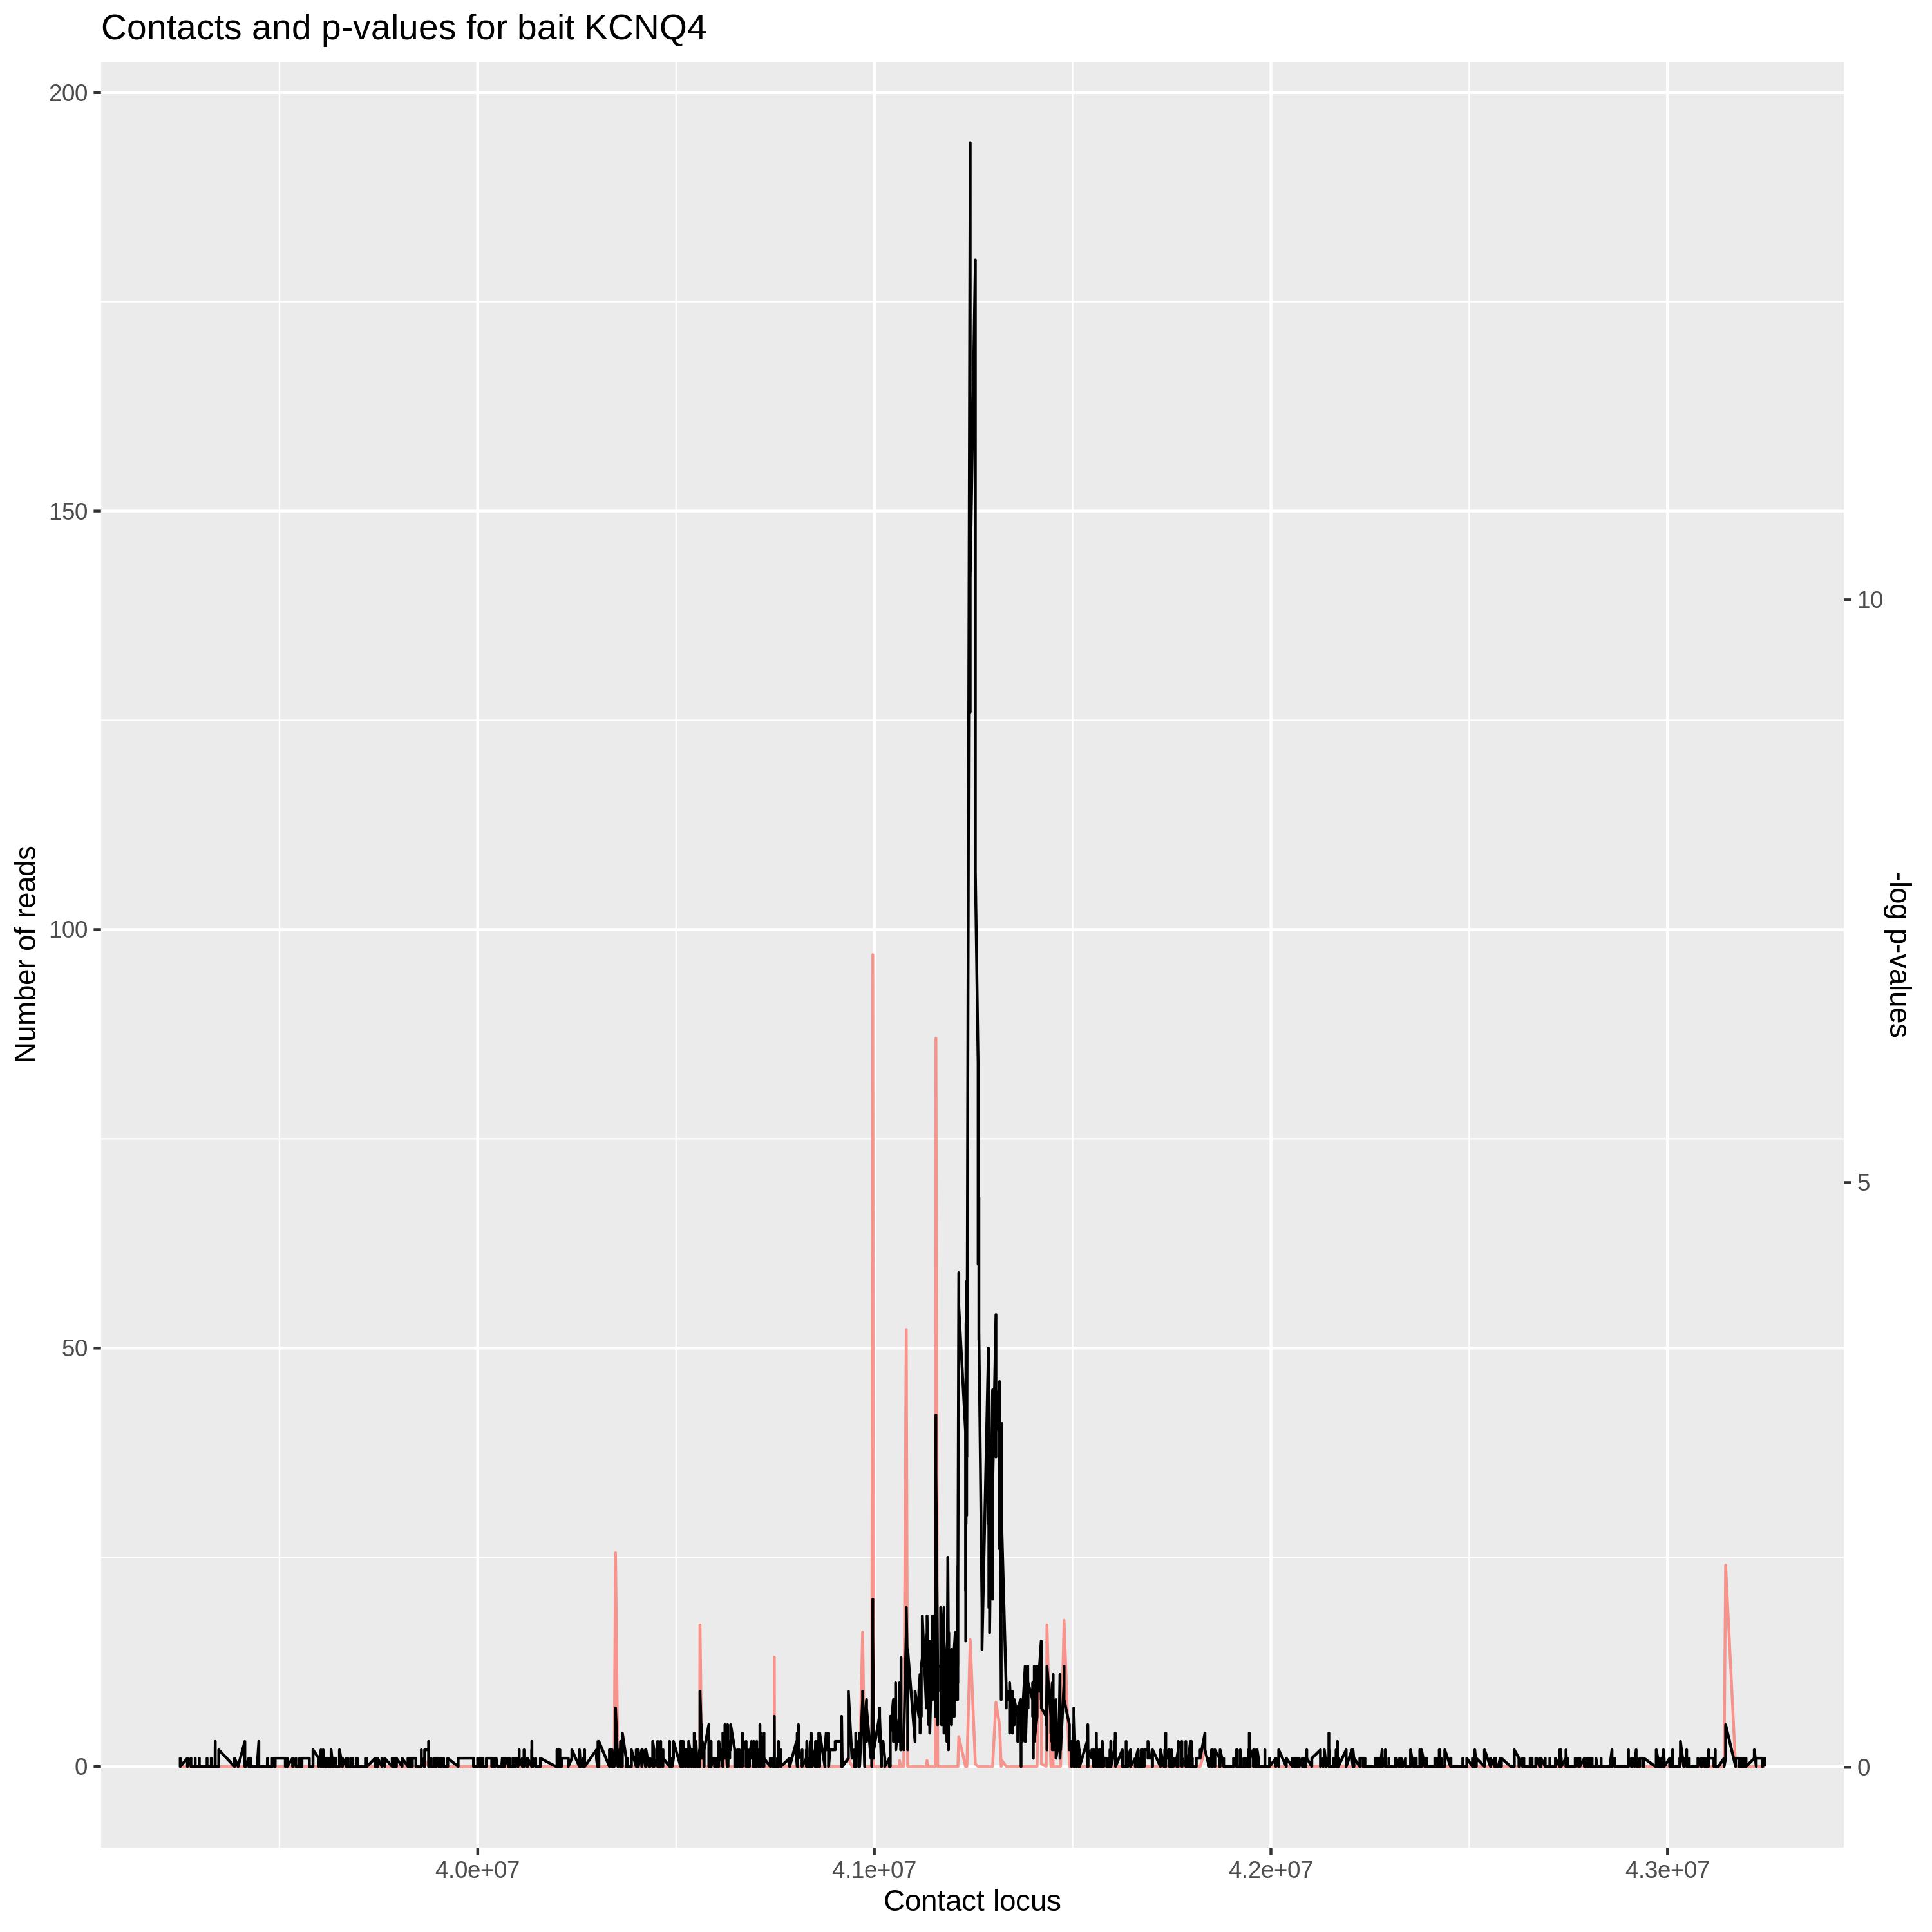 Contacts and p-values for bait KCNQ4
200
150
100
50
0
Number of reads
10
5
0
-log p-values
4.0e+07
4.1e+07
4.2e+07
4.3e+07
Contact locus